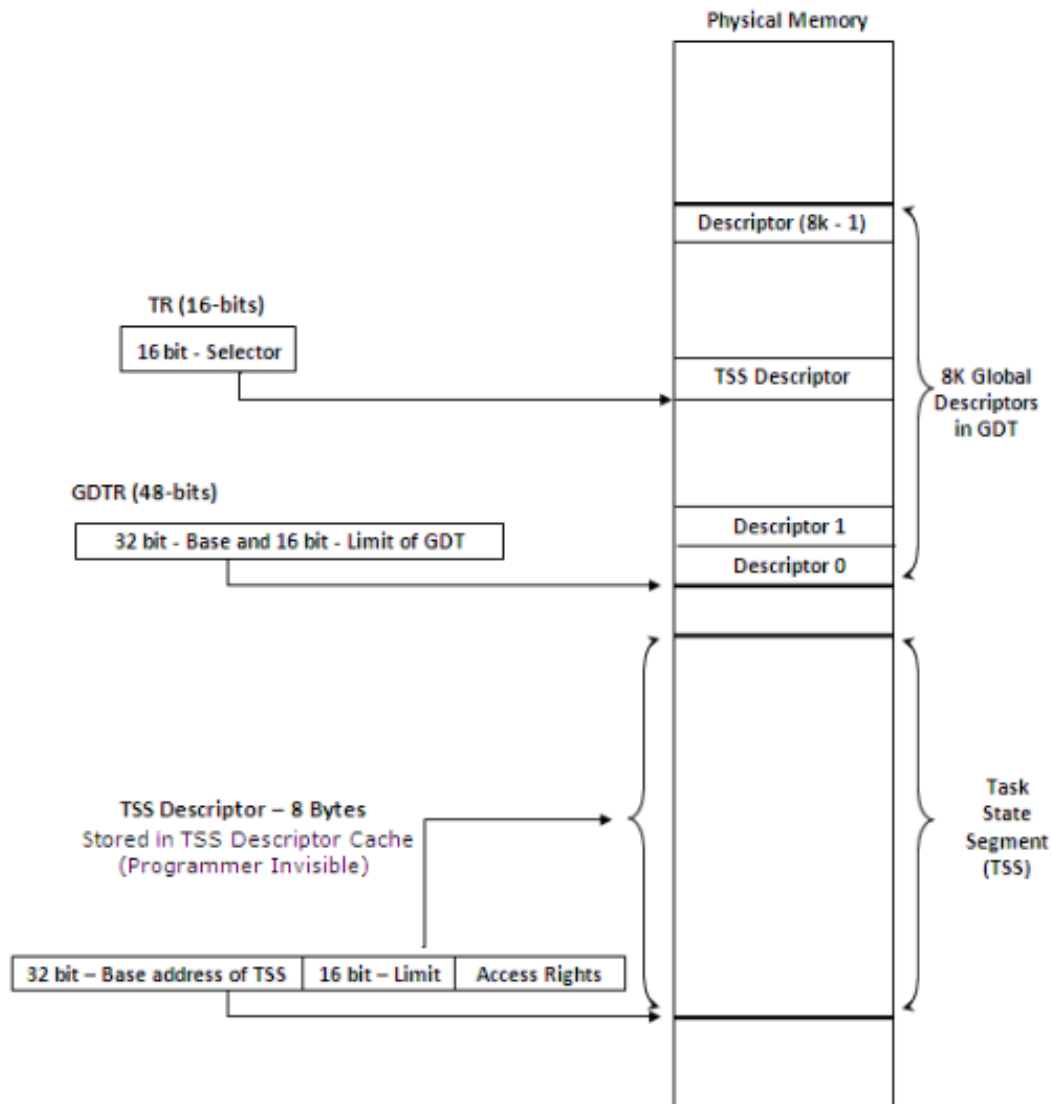 Physical Memory
Descriptor (8k - 1)
TR (16-bits)
16 bit - Selector
TSS Descriptor
8K Global
Descriptors
in GDT
GDTR (48-bits)
32 bit - Base and 16 bit - Limit of GDT
Descriptor 1
Descriptor 0
TSS Descriptor – 8 Bytes
Stored in TSS Descriptor Cache
(Programmer Invisible)
Task
State
Segment
(TSS)
32 bit – Base address of TSS
16 bit – Limit
Access Rights